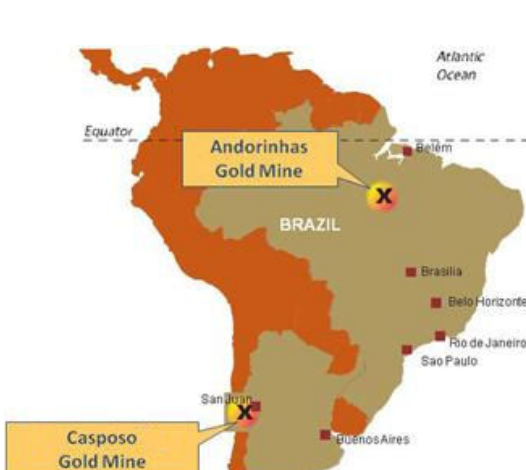 Atlantic
Ocean
Equator
Andorinhas
Gold Mine
Belém
X
BRAZIL
Brasilia
Belo Horizonte
Rio de Janeiro
Sao Paulo
San Juan
X
Buenos Aires
Casposo
Gold Mine